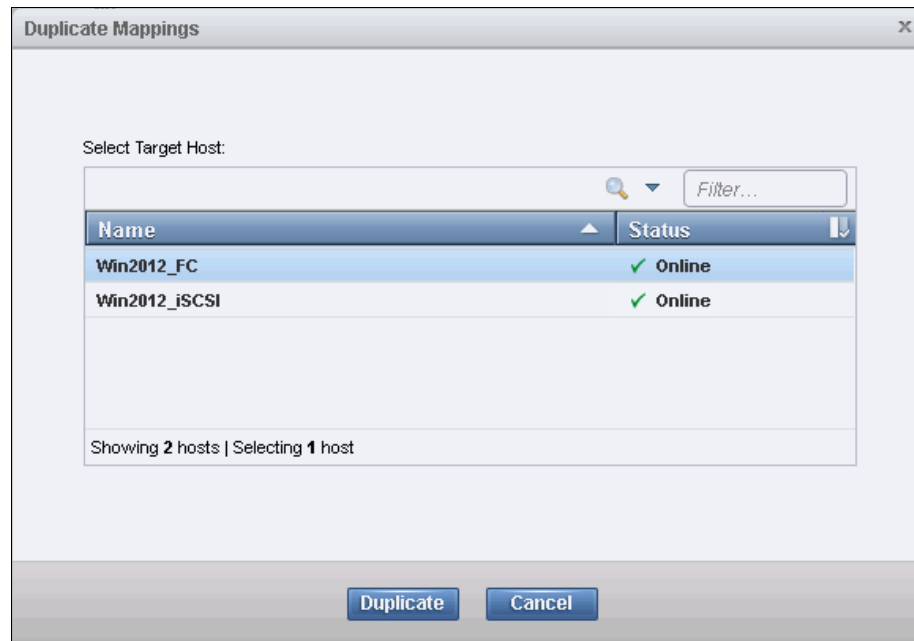 Duplicate Mappings x
Select Target Host:
Filter...
Name Status
Win2012_FC Online
Win2012_iSCSI Online
Showing 2 hosts | Selecting 1 host
Duplicate Cancel